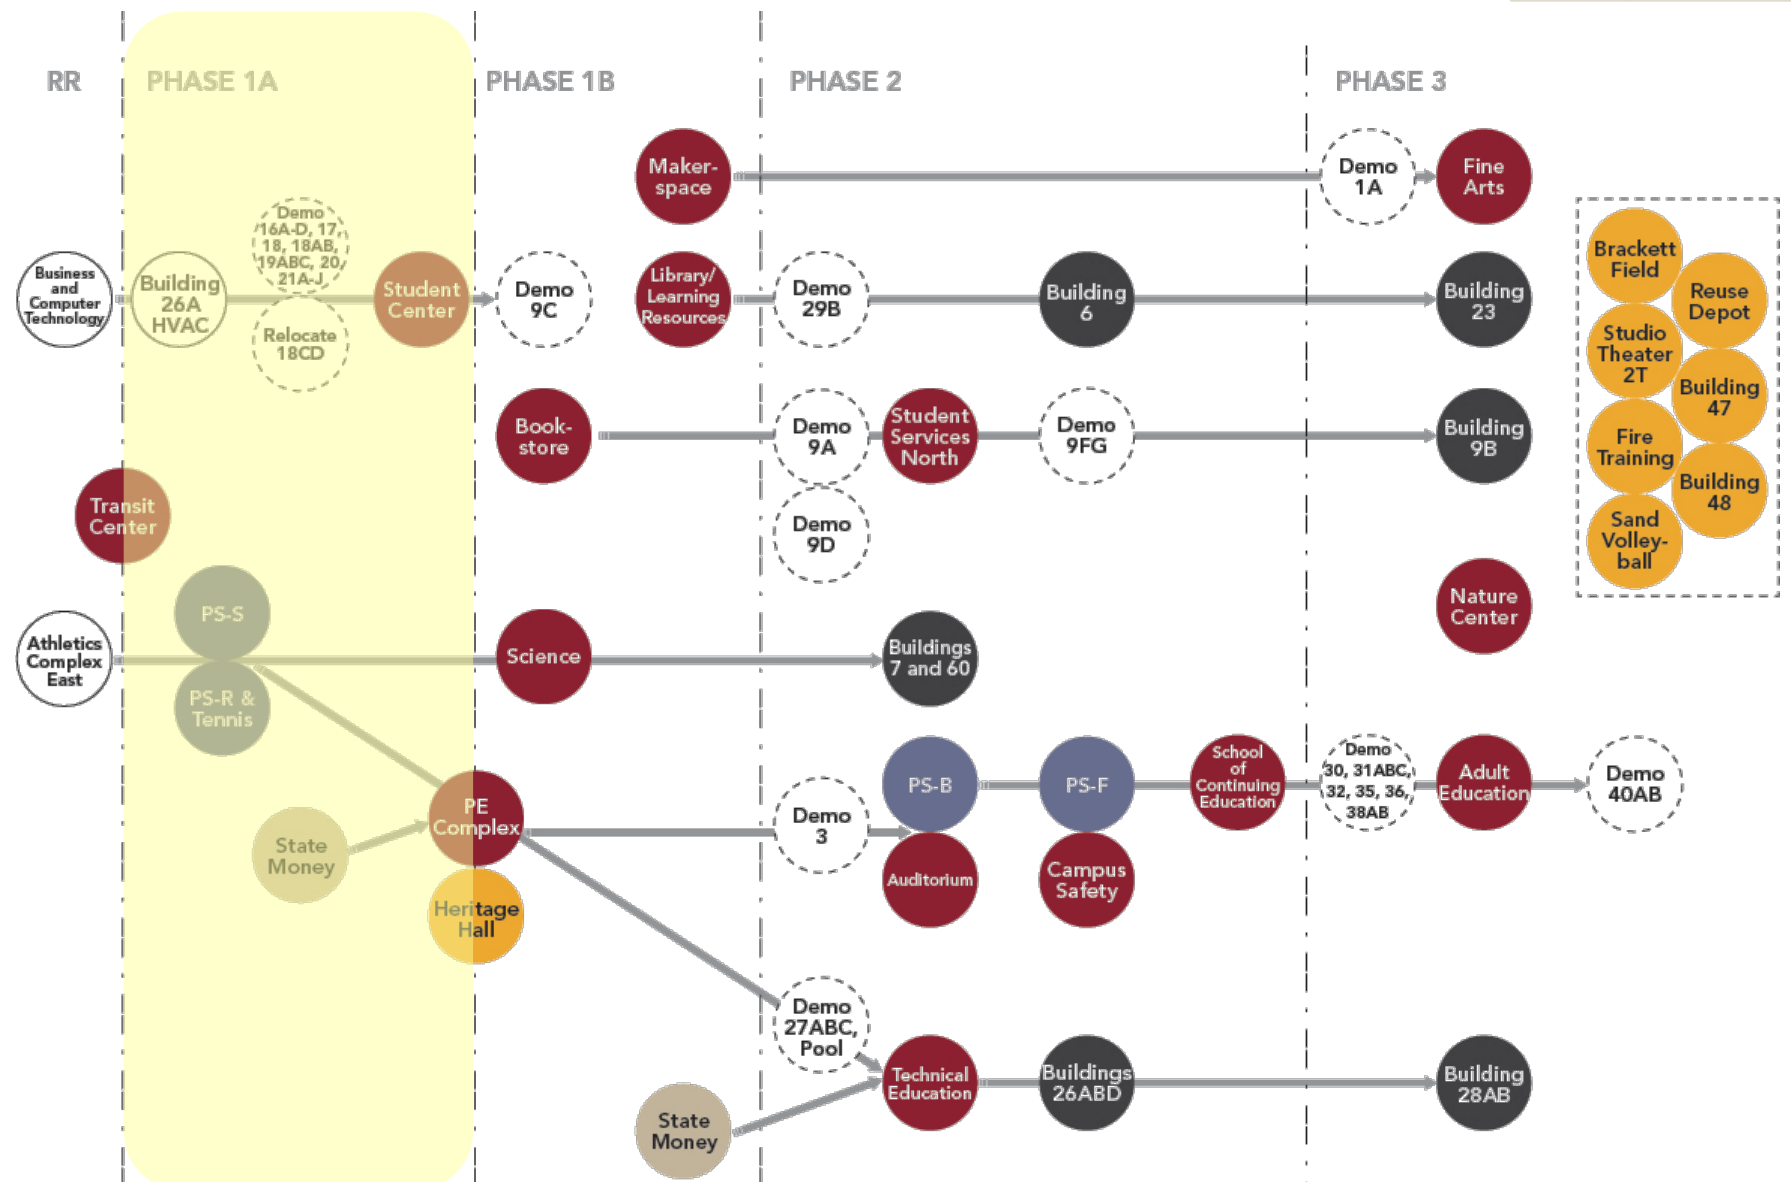 RR
PHASE 1A
PHASE 1B
PHASE 2
PHASE 3
Maker-
space
Demo
1A
Fine
Arts
Business
and
Computer
Technology
Building
26A
HVAC
Demo
16A-D, 17,
18, 18AB,
19ABC, 20,
21A-J
Relocate
18CD
Student
Center
Demo
9C
Library/
Learning
Resources
Demo
29B
Building
6
Building
23
Book-
store
Demo
9A
Student
Services
North
Demo
9FG
Building
9B
Demo
9D
Transit
Center
Brackett
Field
Reuse
Depot
Studio
Theater
2T
Building
47
Fire
Training
Building
48
Sand
Volley-
ball
Nature
Center
PS-S
Athletics
Complex
East
PS-R &
Tennis
Science
Buildings
7 and 60
State
Money
PE
Complex
Heritage
Hall
Demo
3
PS-B
Auditorium
PS-F
Campus
Safety
School
of
Continuing
Education
Demo
30, 31ABC,
32, 35, 36,
38AB
Adult
Education
Demo
40AB
Demo
27ABC,
Pool
State
Money
Technical
Education
Buildings
26ABD
Building
28AB